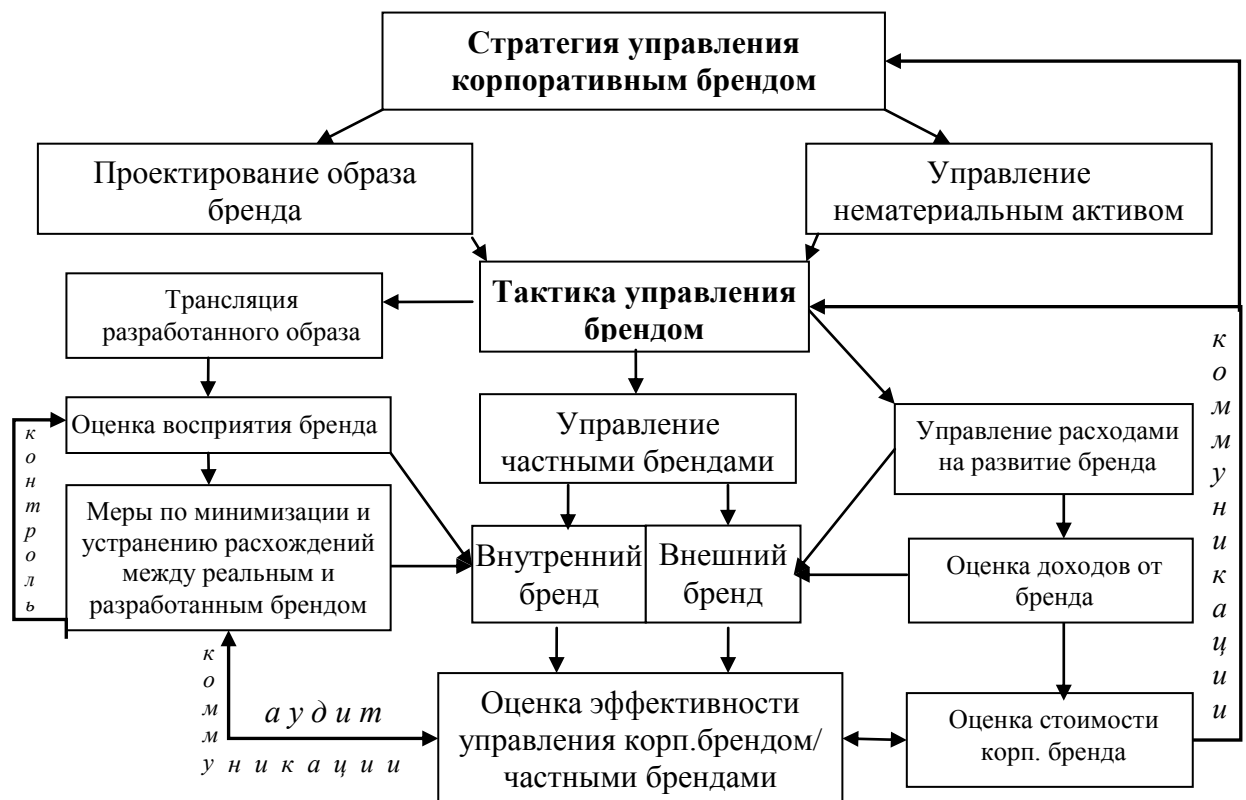 Стратегия управления
корпоративным брендом
Проектирование образа
бренда
Управление
нематериальным активом
Трансляция
разработанного образа
Тактика управления
брендом
Оценка восприятия бренда
Управление
частными брендами
Управление расходами
на развитие бренда
контроль
Меры по минимизации и
устранению расхождений
между реальным и
разработанным брендом
Внутренний
бренд
Внешний
бренд
Оценка доходов от
бренда
коммуникации
аудит
коммуникации
Оценка эффективности
управления корп.брендом/
частными брендами
Оценка стоимости
корп. бренда